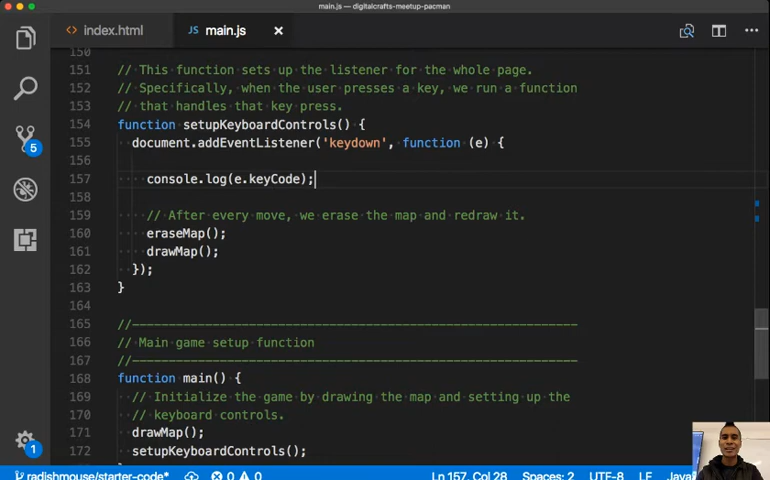 main.js — digitalcrafts-meetup-pacman
index.html
JS main.js
150
151 // This function sets up the listener for the whole page.
152 // Specifically, when the user presses a key, we run a function
153 // that handles that key press.
154 function setupKeyboardControls() {
155 document.addEventListener('keydown', function (e) {
156
157 console.log(e.keyCode);
158
159 // After every move, we erase the map and redraw it.
160 eraseMap();
161 drawMap();
162 });
163 }
164
165 //--------------------------------------------------------------
166 // Main game setup function
167 //--------------------------------------------------------------
168 function main() {
169 // Initialize the game by drawing the map and setting up the
170 // keyboard controls.
171 drawMap();
172 setupKeyboardControls();
5
1
radishmouse/starter-code* 0 0 Ln 157, Col 28 Spaces: 2 UTF-8 LF